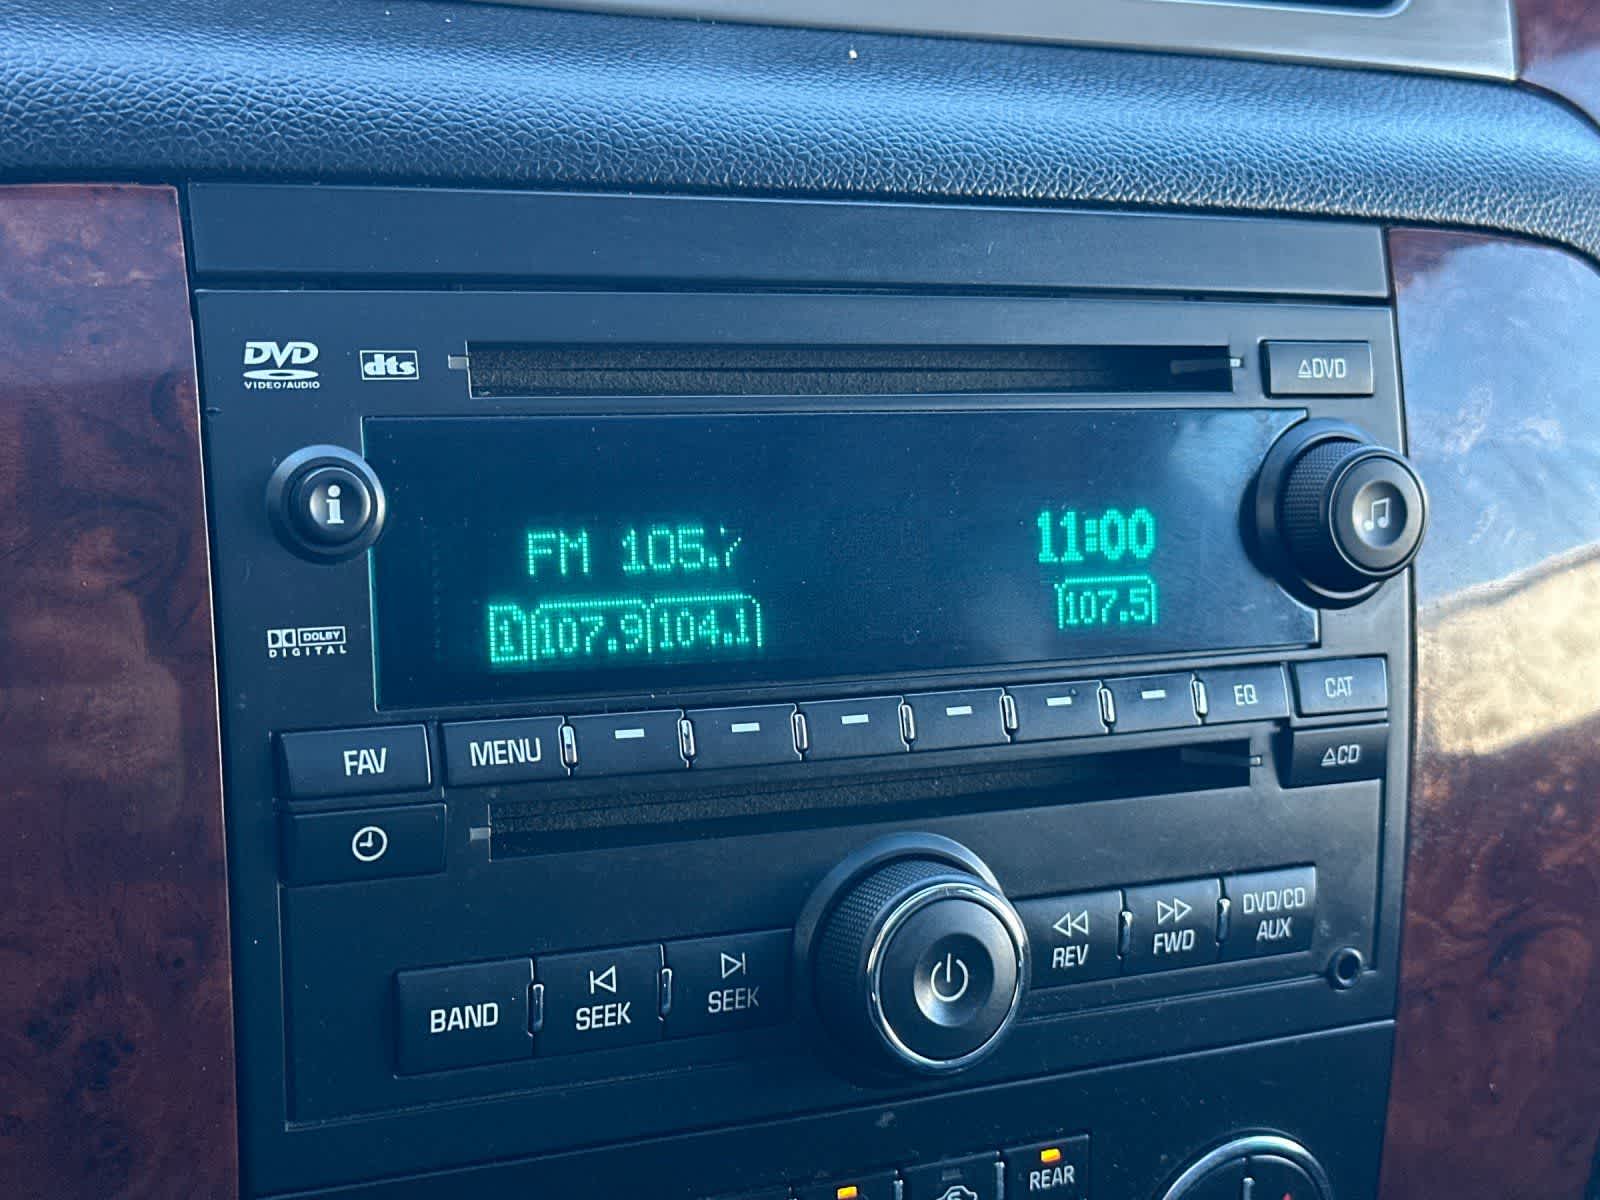 DVD
VIDEO/AUDIO
dts
DVD
i
FM 105.7
11:00
1 107.9 104.1
107.5
DOLBY
DIGITAL
FAV
MENU
EQ
CAT
CD
BAND
SEEK
SEEK
REV
FWD
DVD/CD
AUX
REAR